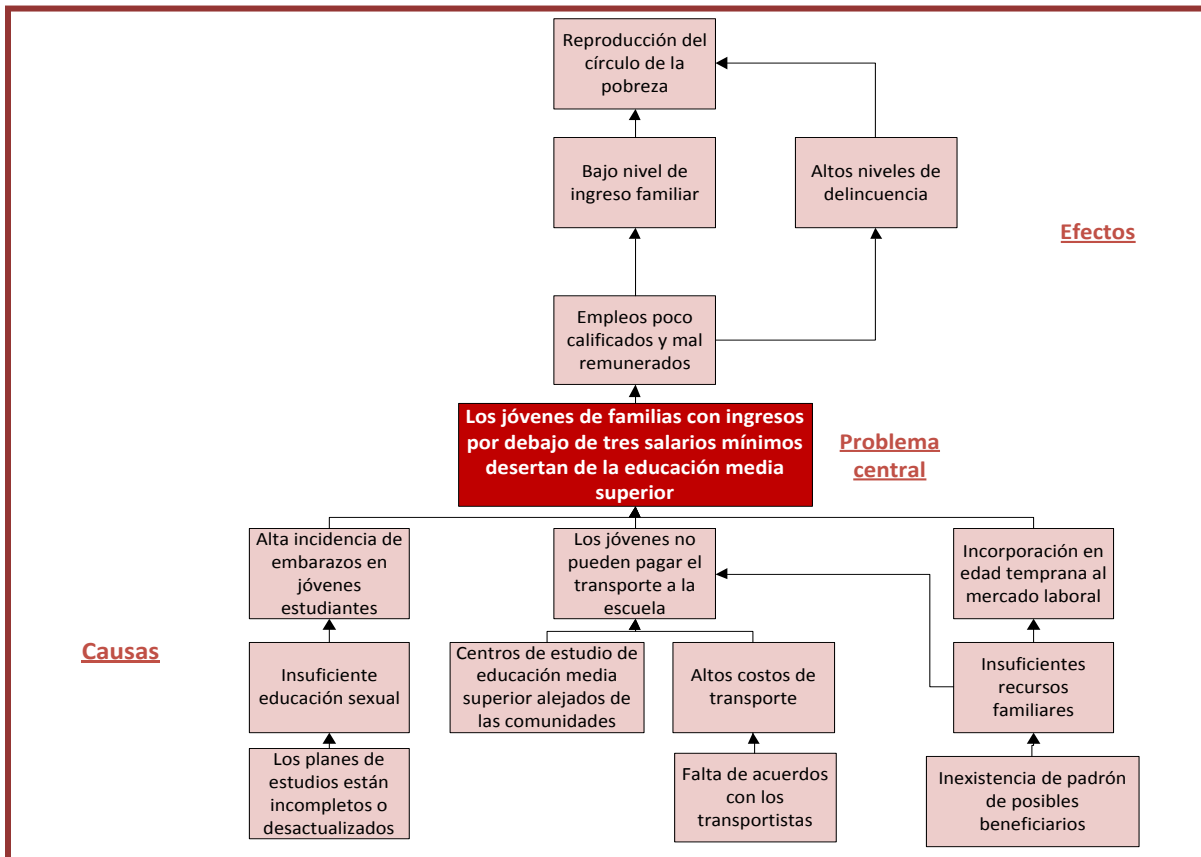 Reproducción del
círculo de la
pobreza
Bajo nivel de
ingreso familiar
Altos niveles de
delincuencia
Efectos
Empleos poco
calificados y mal
remunerados
Los jóvenes de familias con ingresos
por debajo de tres salarios mínimos
desertan de la educación media
superior
Problema
central
Alta incidencia de
embarazos en
jóvenes
estudiantes
Los jóvenes no
pueden pagar el
transporte a la
escuela
Incorporación en
edad temprana al
mercado laboral
Causas
Insuficiente
educación sexual
Centros de estudio de
educación media
superior alejados de
las comunidades
Altos costos de
transporte
Insuficientes
recursos
familiares
Los planes de
estudios están
incompletos o
desactualizados
Falta de acuerdos
con los
transportistas
Inexistencia de padrón
de posibles
beneficiarios